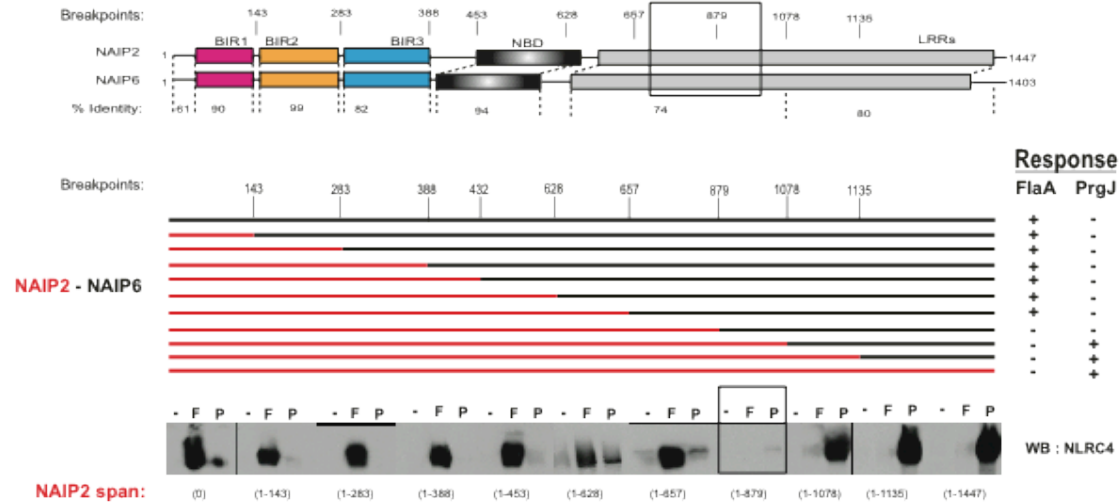 Breakpoints: 143 283 388 453 628 657 879 1078 1135
BIR1 BIR2 BIR3 NBD LRRs
NAIP2 1 1447
NAIP6 1 1403
% Identity: 61 90 99 82 94 74 80
Response
Breakpoints: 143 283 388 432 628 657 879 1078 1135 FlaA PrgJ
+ -
+ -
+ -
+ -
NAIP2 - NAIP6 + -
+ -
+ -
- -
- +
- +
- +
- F P - F P - F P - F P - F P - F P - F P - F P - F P - F P - F P
WB : NLRC4
NAIP2 span: (0) (1-143) (1-283) (1-388) (1-453) (1-628) (1-657) (1-879) (1-1078) (1-1135) (1-1447)